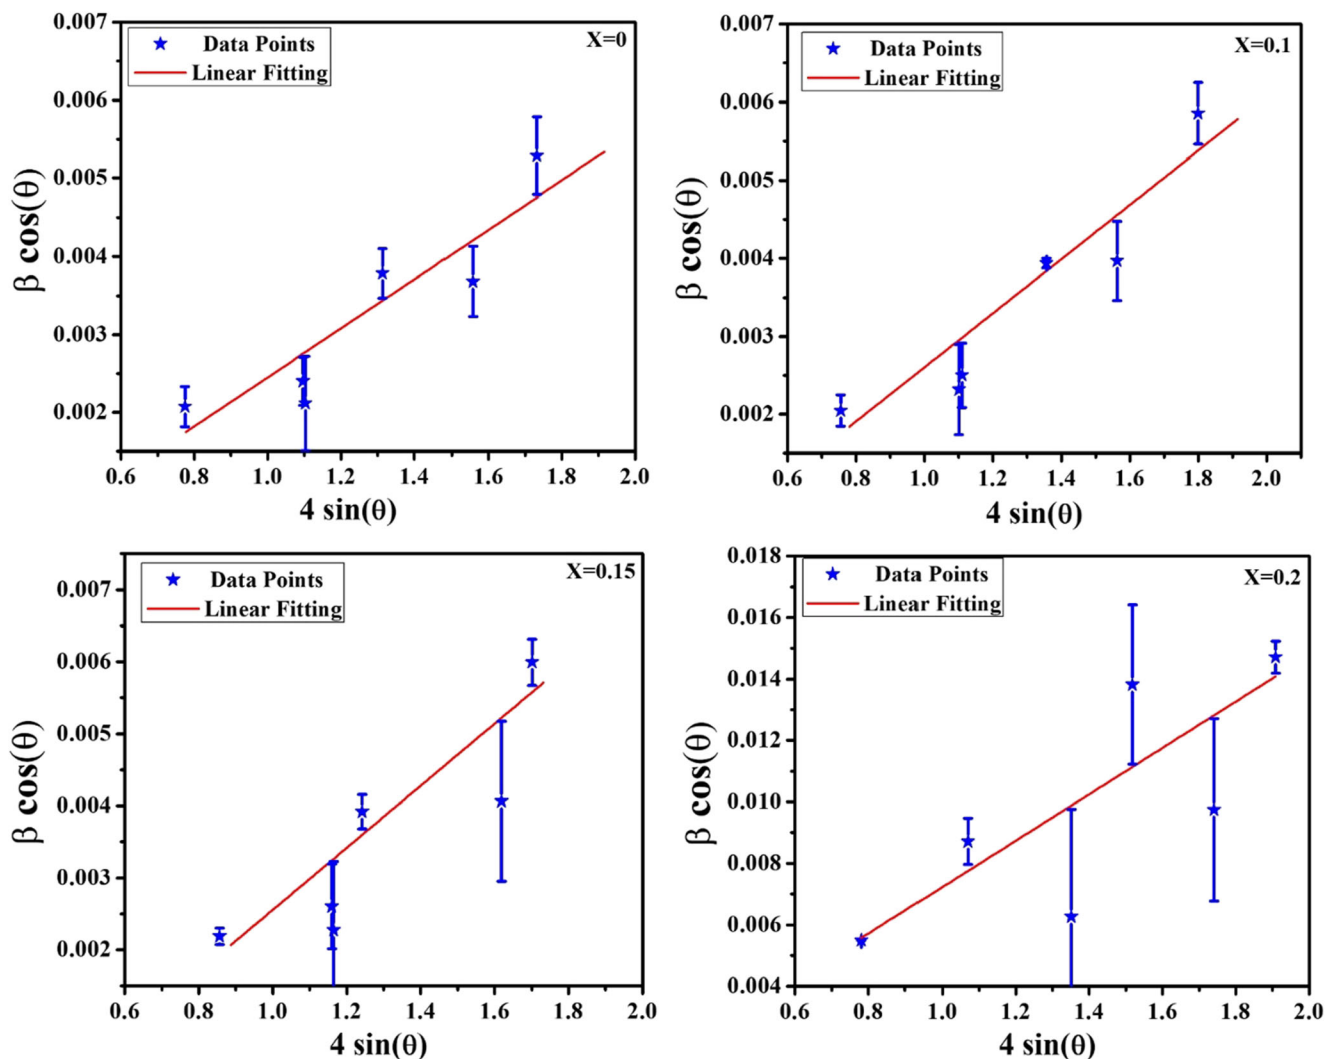 0.007
0.006
0.005
0.004
0.003
0.002
β cos(θ)
Data Points
Linear Fitting
X=0
0.6 0.8 1.0 1.2 1.4 1.6 1.8 2.0
4 sin(θ)
0.007
0.006
0.005
0.004
0.003
0.002
β cos(θ)
Data Points
Linear Fitting
X=0.1
0.6 0.8 1.0 1.2 1.4 1.6 1.8 2.0
4 sin(θ)
0.007
0.006
0.005
0.004
0.003
0.002
β cos(θ)
Data Points
Linear Fitting
X=0.15
0.6 0.8 1.0 1.2 1.4 1.6 1.8 2.0
4 sin(θ)
0.018
0.016
0.014
0.012
0.010
0.008
0.006
0.004
β cos(θ)
Data Points
Linear Fitting
X=0.2
0.6 0.8 1.0 1.2 1.4 1.6 1.8 2.0
4 sin(θ)